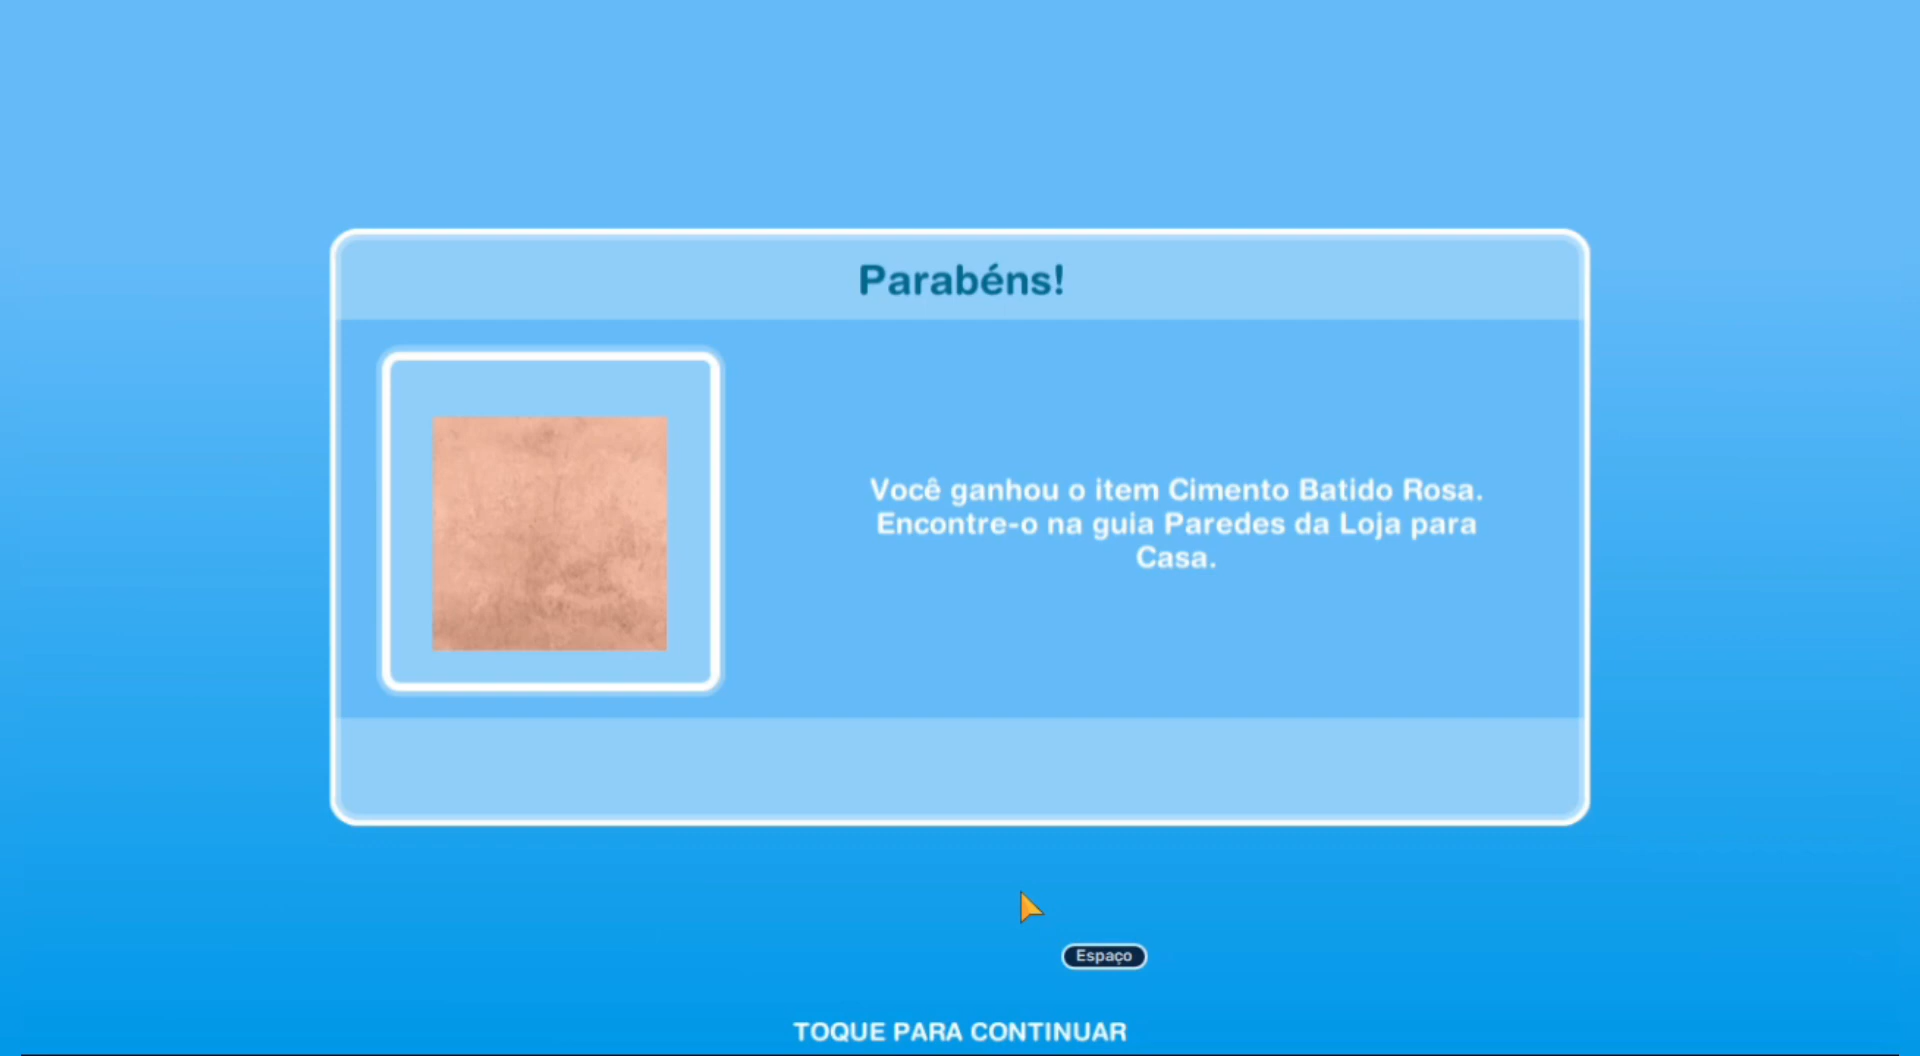 Parabéns!
Você ganhou o item Cimento Batido Rosa.
Encontre-o na guia Paredes da Loja para
Casa.
Espaço
TOQUE PARA CONTINUAR